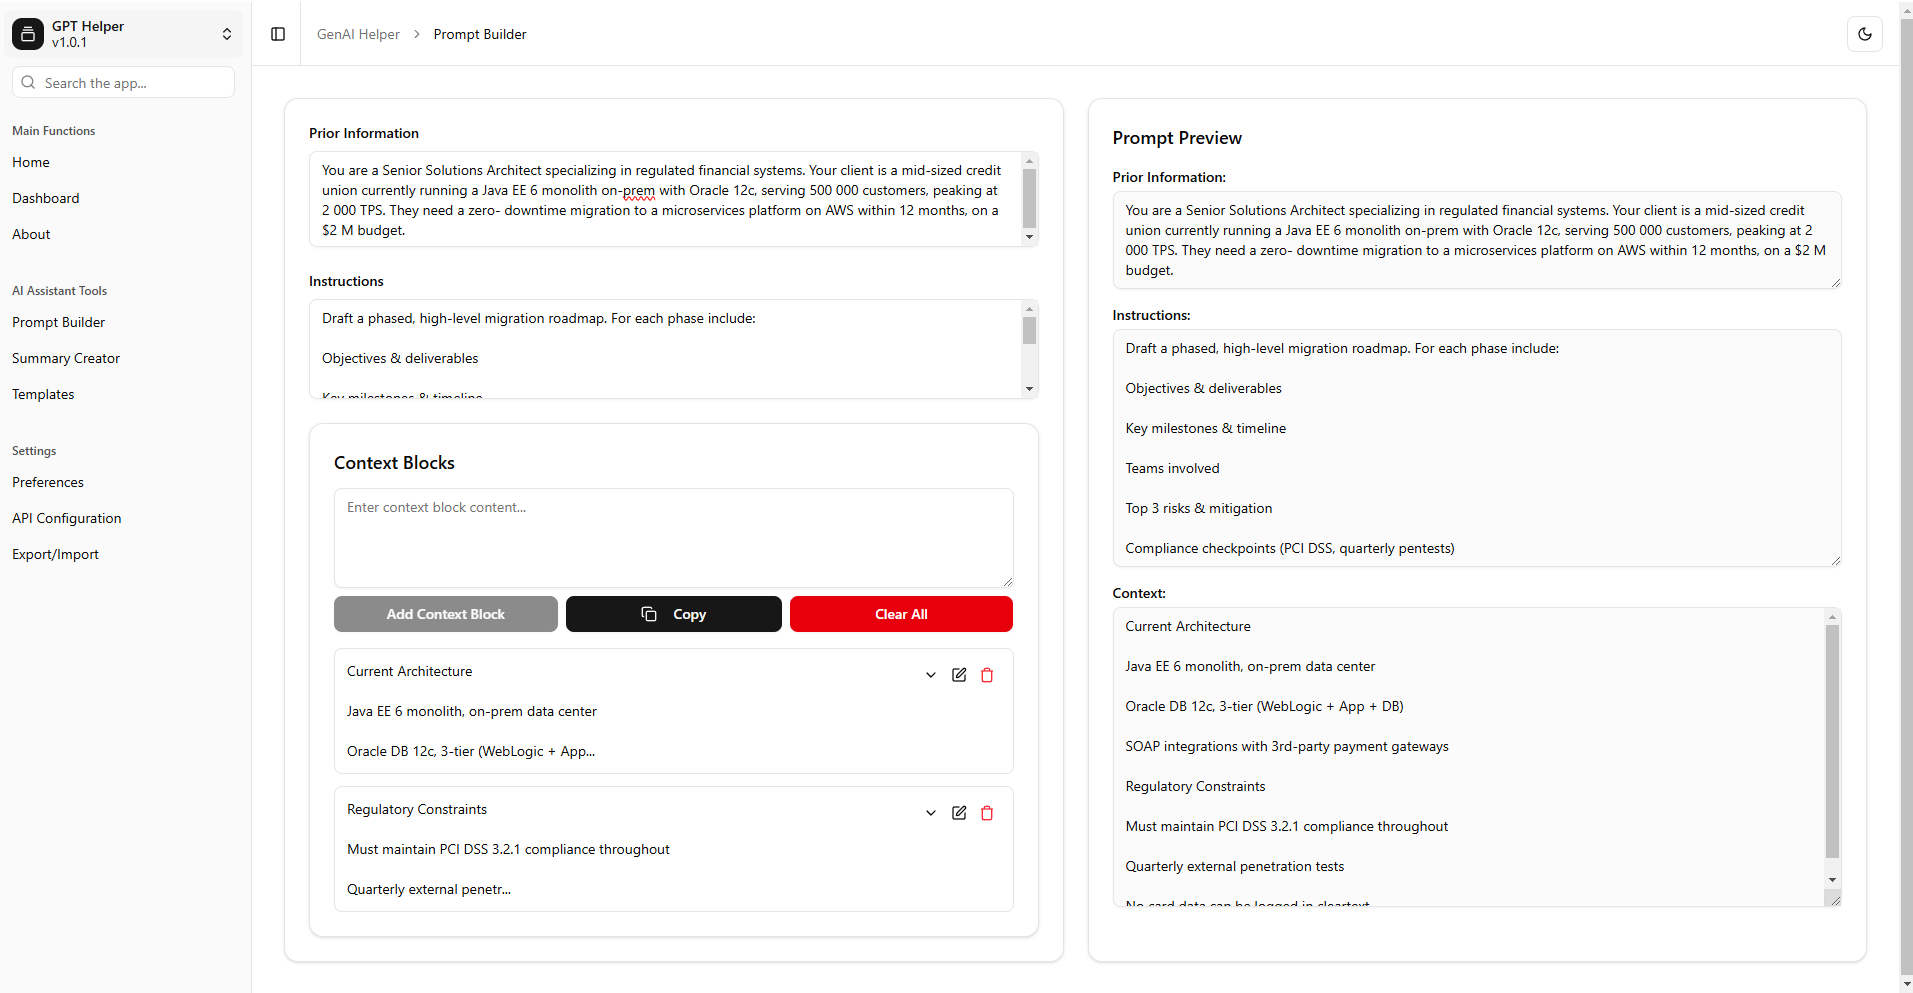 GPT Helper
v1.0.1
Search the app...
Main Functions
Home
Dashboard
About
AI Assistant Tools
Prompt Builder
Summary Creator
Templates
Settings
Preferences
API Configuration
Export/Import
GenAI Helper > Prompt Builder
Prior Information
You are a Senior Solutions Architect specializing in regulated financial systems. Your client is a mid-sized credit
union currently running a Java EE 6 monolith on-prem with Oracle 12c, serving 500 000 customers, peaking at
2 000 TPS. They need a zero- downtime migration to a microservices platform on AWS within 12 months, on a
$2 M budget.
Instructions
Draft a phased, high-level migration roadmap. For each phase include:
Objectives & deliverables
Key milestones & timeline
Context Blocks
Enter context block content...
Add Context Block
Copy
Clear All
Current Architecture
Java EE 6 monolith, on-prem data center
Oracle DB 12c, 3-tier (WebLogic + App...
Regulatory Constraints
Must maintain PCI DSS 3.2.1 compliance throughout
Quarterly external penetr...
Prompt Preview
Prior Information:
You are a Senior Solutions Architect specializing in regulated financial systems. Your client is a mid-sized credit
union currently running a Java EE 6 monolith on-prem with Oracle 12c, serving 500 000 customers, peaking at 2
000 TPS. They need a zero- downtime migration to a microservices platform on AWS within 12 months, on a $2 M
budget.
Instructions:
Draft a phased, high-level migration roadmap. For each phase include:
Objectives & deliverables
Key milestones & timeline
Teams involved
Top 3 risks & mitigation
Compliance checkpoints (PCI DSS, quarterly pentests)
Context:
Current Architecture
Java EE 6 monolith, on-prem data center
Oracle DB 12c, 3-tier (WebLogic + App + DB)
SOAP integrations with 3rd-party payment gateways
Regulatory Constraints
Must maintain PCI DSS 3.2.1 compliance throughout
Quarterly external penetration tests
No card data can be logged in cleartext